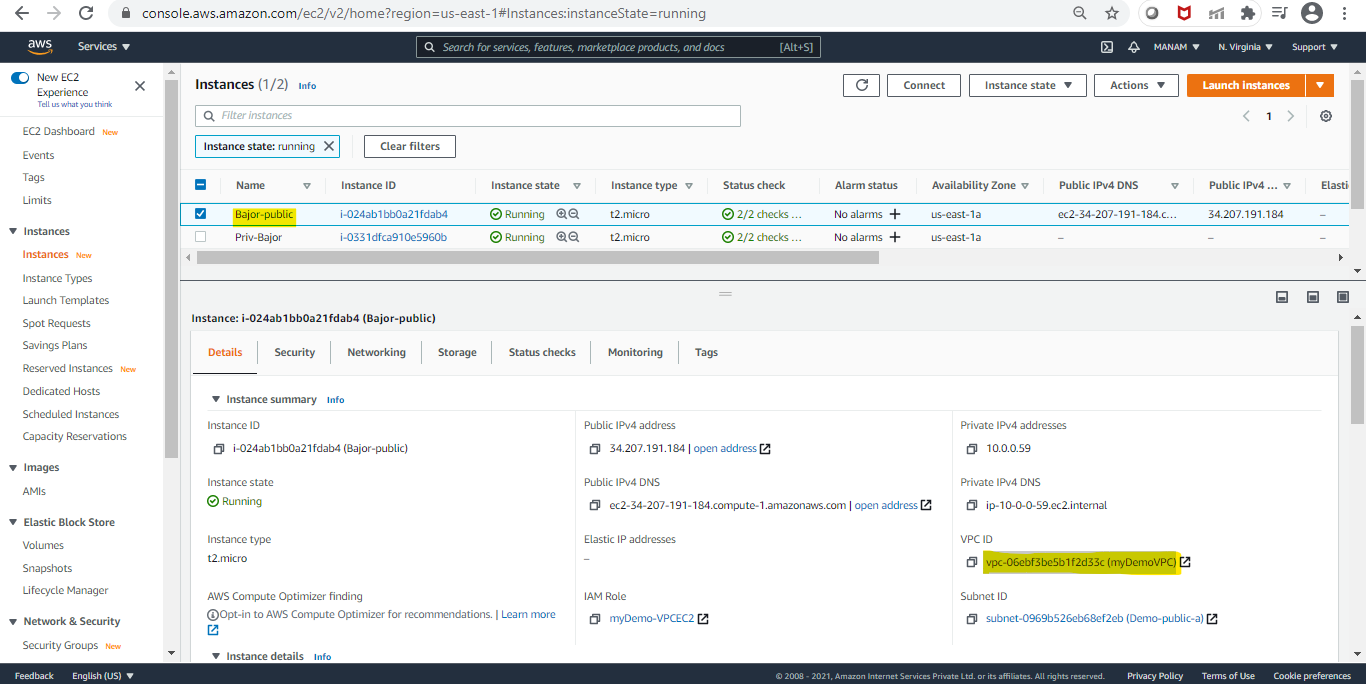 console.aws.amazon.com/ec2/v2/home?region=us-east-1#Instances:instanceState=running
aws Services Search for services, features, marketplace products, and docs [Alt+S] MANAM N. Virginia Support
New EC2 Experience
Tell us what you think
EC2 Dashboard New
Events
Tags
Limits
Instances
Instances New
Instance Types
Launch Templates
Spot Requests
Savings Plans
Reserved Instances New
Dedicated Hosts
Scheduled Instances
Capacity Reservations
Images
AMIs
Elastic Block Store
Volumes
Snapshots
Lifecycle Manager
Network & Security
Security Groups New
Instances (1/2) Info
Connect Instance state Actions Launch instances
Filter instances
1
Instance state: running Clear filters
Name Instance ID Instance state Instance type Status check Alarm status Availability Zone Public IPv4 DNS Public IPv4 ... Elasti
Bajor-public i-024ab1bb0a21fdab4 Running t2.micro 2/2 checks ... No alarms + us-east-1a ec2-34-207-191-184.c... 34.207.191.184 –
Priv-Bajor i-0331dfca910e5960b Running t2.micro 2/2 checks ... No alarms + us-east-1a – – –
Instance: i-024ab1bb0a21fdab4 (Bajor-public)
Details Security Networking Storage Status checks Monitoring Tags
Instance summary Info
Instance ID
i-024ab1bb0a21fdab4 (Bajor-public)
Public IPv4 address
34.207.191.184 | open address
Private IPv4 addresses
10.0.0.59
Instance state
Running
Public IPv4 DNS
ec2-34-207-191-184.compute-1.amazonaws.com | open address
Private IPv4 DNS
ip-10-0-0-59.ec2.internal
Instance type
t2.micro
Elastic IP addresses
–
VPC ID
vpc-06ebf3be5b1f2d33c (myDemoVPC)
AWS Compute Optimizer finding
Opt-in to AWS Compute Optimizer for recommendations. | Learn more
IAM Role
myDemo-VPCEC2
Subnet ID
subnet-0969b526eb68ef2eb (Demo-public-a)
Instance details Info
Feedback English (US) © 2008 - 2021, Amazon Internet Services Private Ltd. or its affiliates. All rights reserved. Privacy Policy Terms of Use Cookie preferences